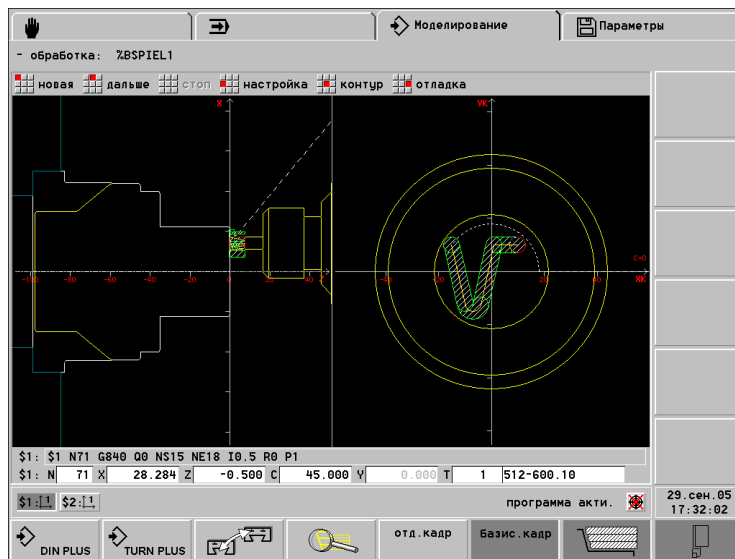 Моделирование
Параметры
- обработка: %BSPIEL1
новая дальше стоп настройка контур отладка
X
YK
-100 -80 -60 -40 -20 0 20 40 Z
-40 -20 0 20 40
C=0
XK
$1: $1 N71 G840 Q0 NS15 NE18 I0.5 R0 P1
$1: N 71 X 28.284 Z -0.500 C 45.000 Y 0.000 T 1 512-600.10
$1: 1 $2: 1
программа акти.
29.сен.05
17:32:02
DIN PLUS
TURN PLUS
отд.кадр
базис.кадр